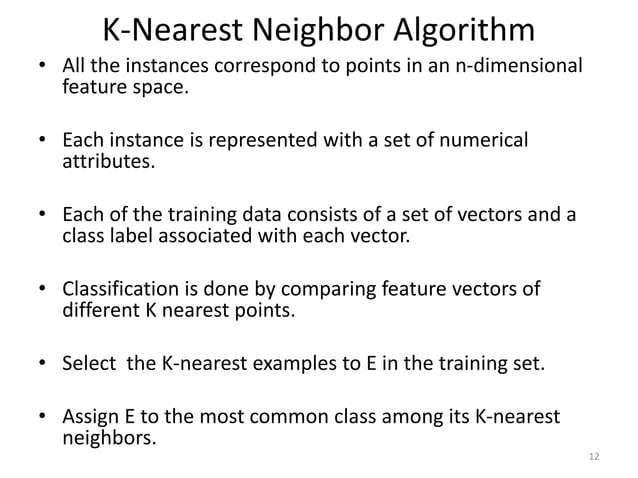 K-Nearest Neighbor Algorithm
• All the instances correspond to points in an n-dimensional
feature space.
• Each instance is represented with a set of numerical
attributes.
• Each of the training data consists of a set of vectors and a
class label associated with each vector.
• Classification is done by comparing feature vectors of
different K nearest points.
• Select  the K-nearest examples to E in the training set.
• Assign E to the most common class among its K-nearest
neighbors.
12